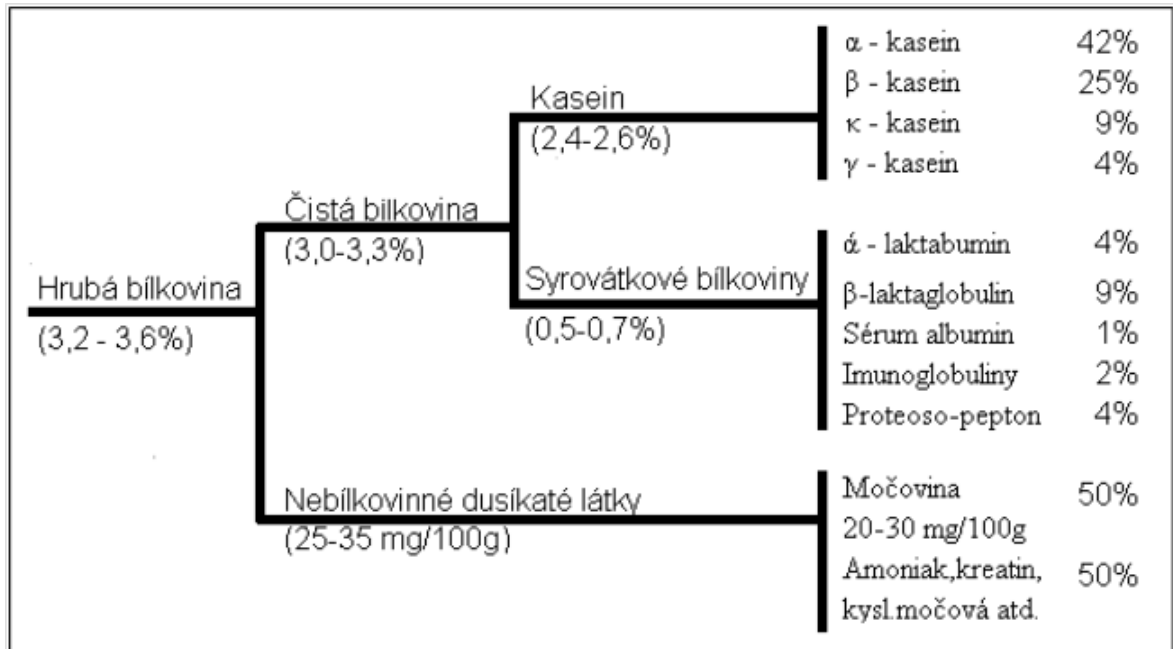 α - kasein 42%
β - kasein 25%
Kasein
(2,4-2,6%)
κ - kasein 9%
γ - kasein 4%
Čistá bilkovina
(3,0-3,3%)
ά - laktabumin 4%
Syrovátkové bílkoviny
(0,5-0,7%)
β-laktaglobulin 9%
Sérum albumin 1%
Imunoglobuliny 2%
Proteoso-pepton 4%
Hrubá bílkovina
(3,2 - 3,6%)
Nebílkovinné dusíkaté látky
(25-35 mg/100g)
Močovina 50%
20-30 mg/100g
Amoniak,kreatin, 50%
kysl.močová atd.